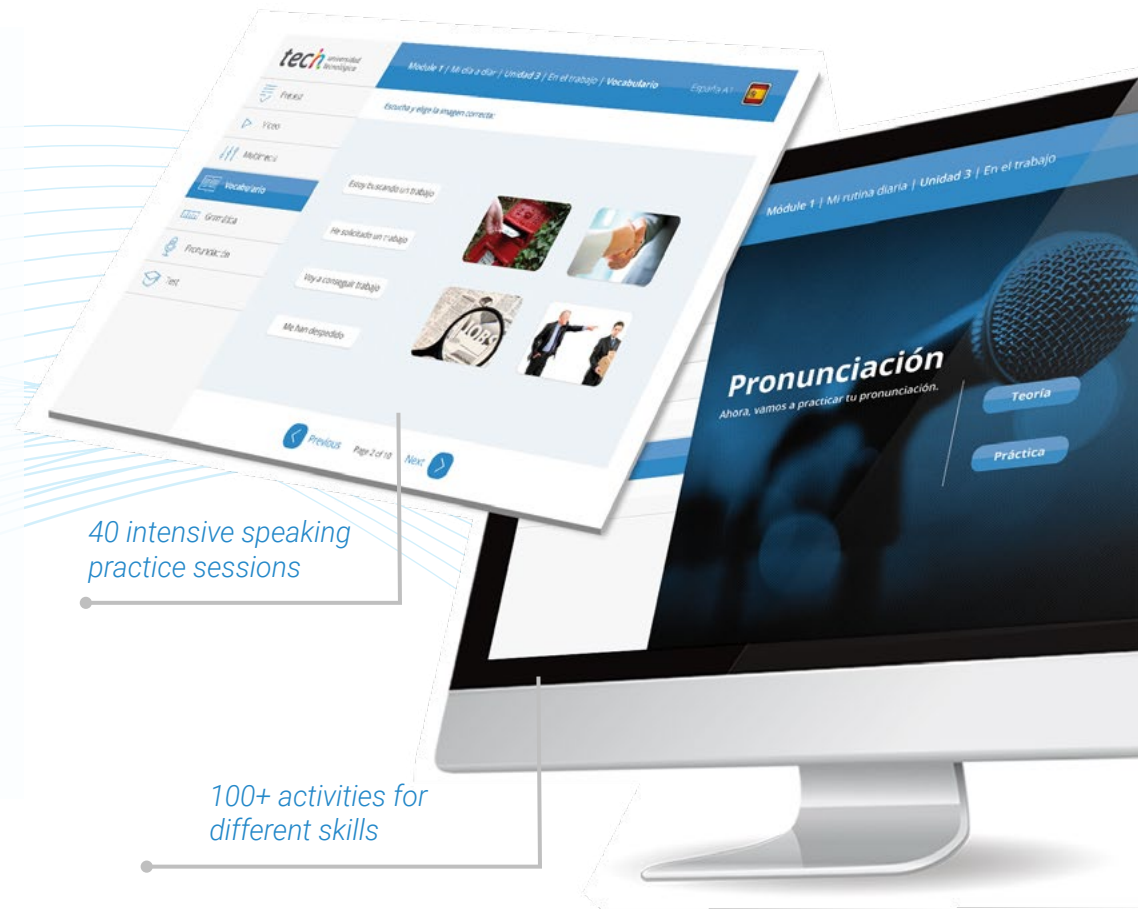 tech universidad
tecnológica
Module 1 | Mi día a diar | Unidad 3 | En el trabajo | Vocabulario
España A1
Escucha y elige la imagen correcta:
Pretest
Vídeo
Vocabulario
Gramática
Pronunciación
Test
Estoy buscando un trabajo
He solicitado un trabajo
Voy a conseguir trabajo
Me han despedido
JOBS
Previous
Page 2 of 10
Next
Módule 1 | Mi rutina diaria | Unidad 3 | En el trabajo
Pronunciación
Ahora, vamos a practicar tu pronunciación.
Teoría
Práctica
40 intensive speaking
practice sessions
100+ activities for
different skills